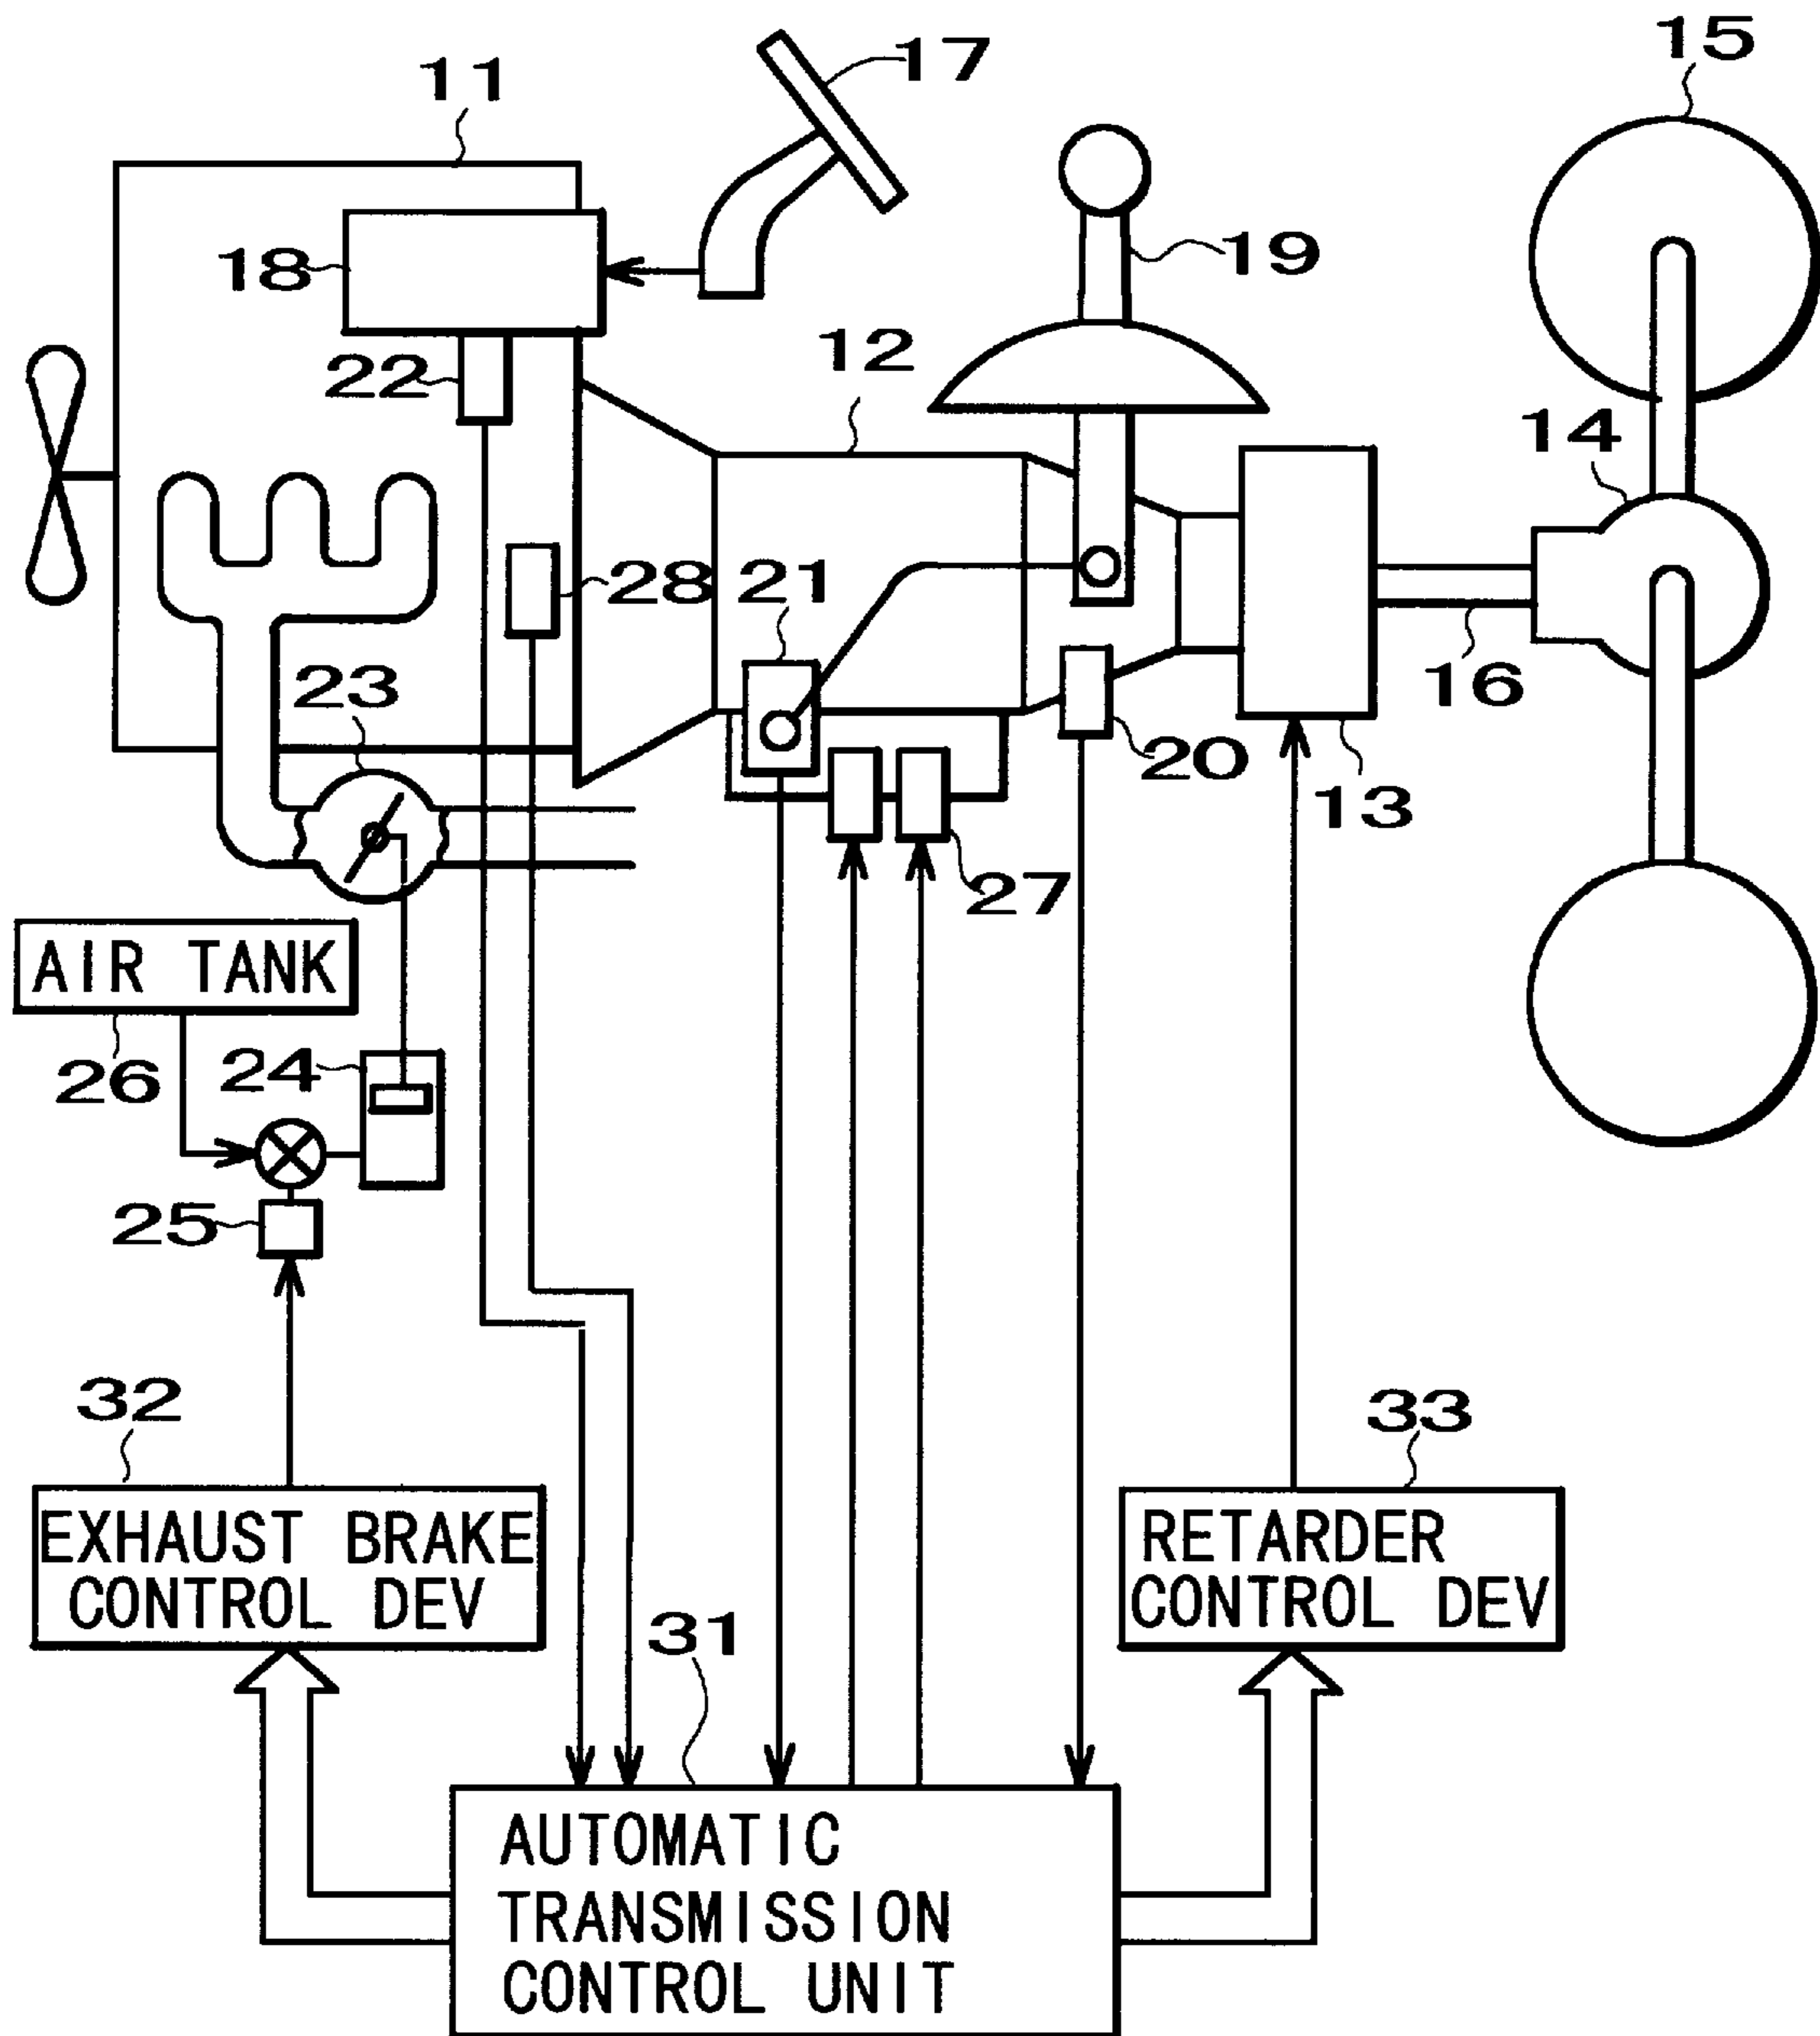 11
17
15
18
19
22
12
14
28
21
23
16
20
13
27
AIR TANK
26
24
25
32
33
EXHAUST BRAKE
CONTROL DEV
RETARDER
CONTROL DEV
31
AUTOMATIC
TRANSMISSION
CONTROL UNIT